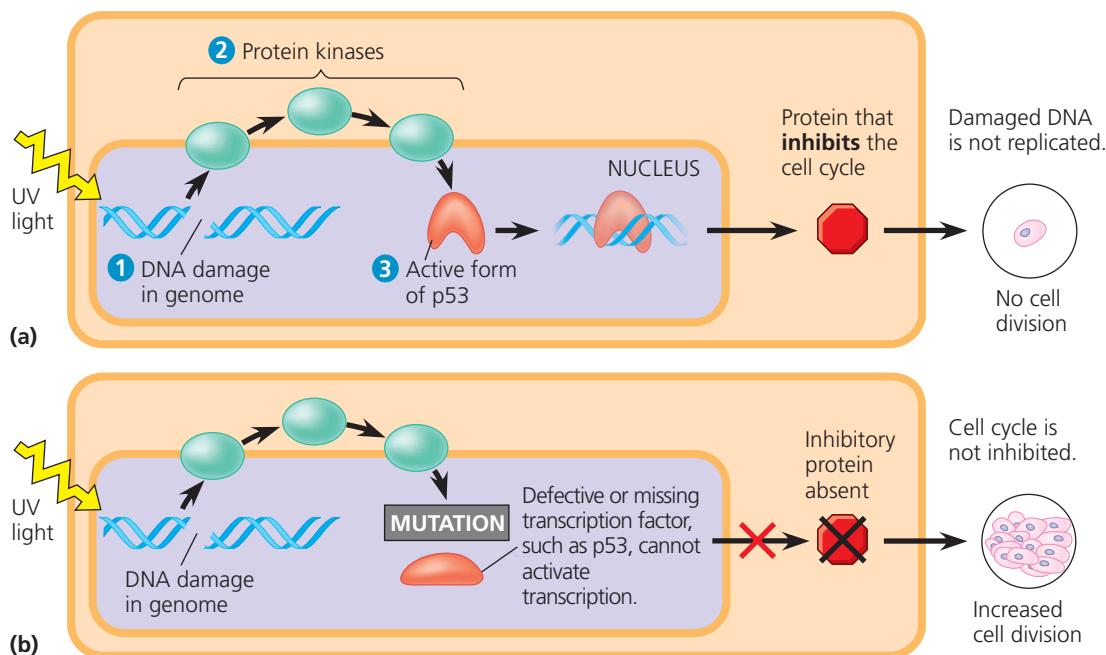 2 Protein kinases
UV
light
NUCLEUS
1 DNA damage
in genome
3 Active form
of p53
Protein that
inhibits the
cell cycle
Damaged DNA
is not replicated.
No cell
division
(a)
UV
light
DNA damage
in genome
MUTATION
Defective or missing
transcription factor,
such as p53, cannot
activate
transcription.
Inhibitory
protein
absent
Cell cycle is
not inhibited.
Increased
cell division
(b)